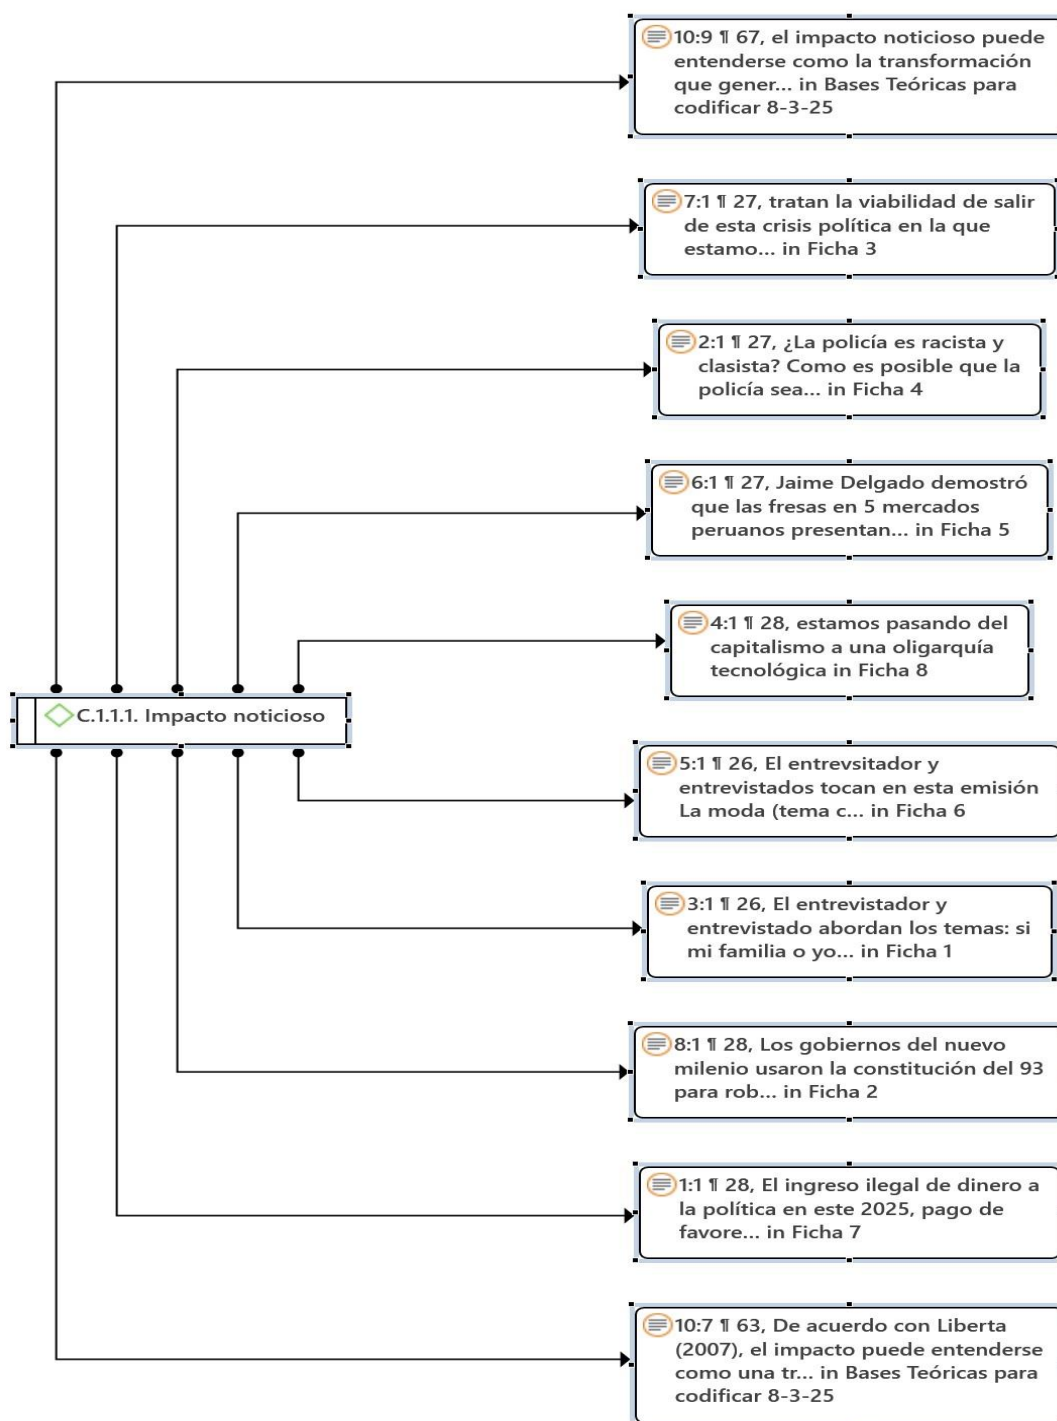 10:9 ¶ 67, el impacto noticioso puede
entenderse como la transformación
que gener... in Bases Teóricas para
codificar 8-3-25
7:1 ¶ 27, tratan la viabilidad de salir
de esta crisis política en la que
estamo... in Ficha 3
2:1 ¶ 27, ¿La policía es racista y
clasista? Como es posible que la
policía sea... in Ficha 4
6:1 ¶ 27, Jaime Delgado demostró
que las fresas en 5 mercados
peruanos presentan... in Ficha 5
4:1 ¶ 28, estamos pasando del
capitalismo a una oligarquía
tecnológica in Ficha 8
C.1.1.1. Impacto noticioso
5:1 ¶ 26, El entrevsitador y
entrevistados tocan en esta emisión
La moda (tema c... in Ficha 6
3:1 ¶ 26, El entrevistador y
entrevistado abordan los temas: si
mi familia o yo... in Ficha 1
8:1 ¶ 28, Los gobiernos del nuevo
milenio usaron la constitución del 93
para rob... in Ficha 2
1:1 ¶ 28, El ingreso ilegal de dinero a
la política en este 2025, pago de
favore... in Ficha 7
10:7 ¶ 63, De acuerdo con Liberta
(2007), el impacto puede entenderse
como una tr... in Bases Teóricas para
codificar 8-3-25